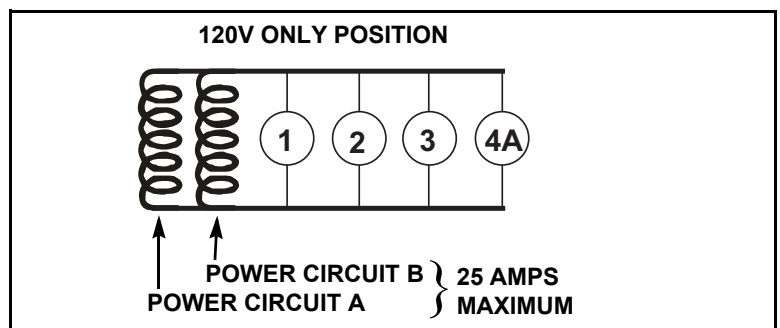 120V ONLY POSITION
1 2 3 4A
POWER CIRCUIT B } 25 AMPS
POWER CIRCUIT A } MAXIMUM